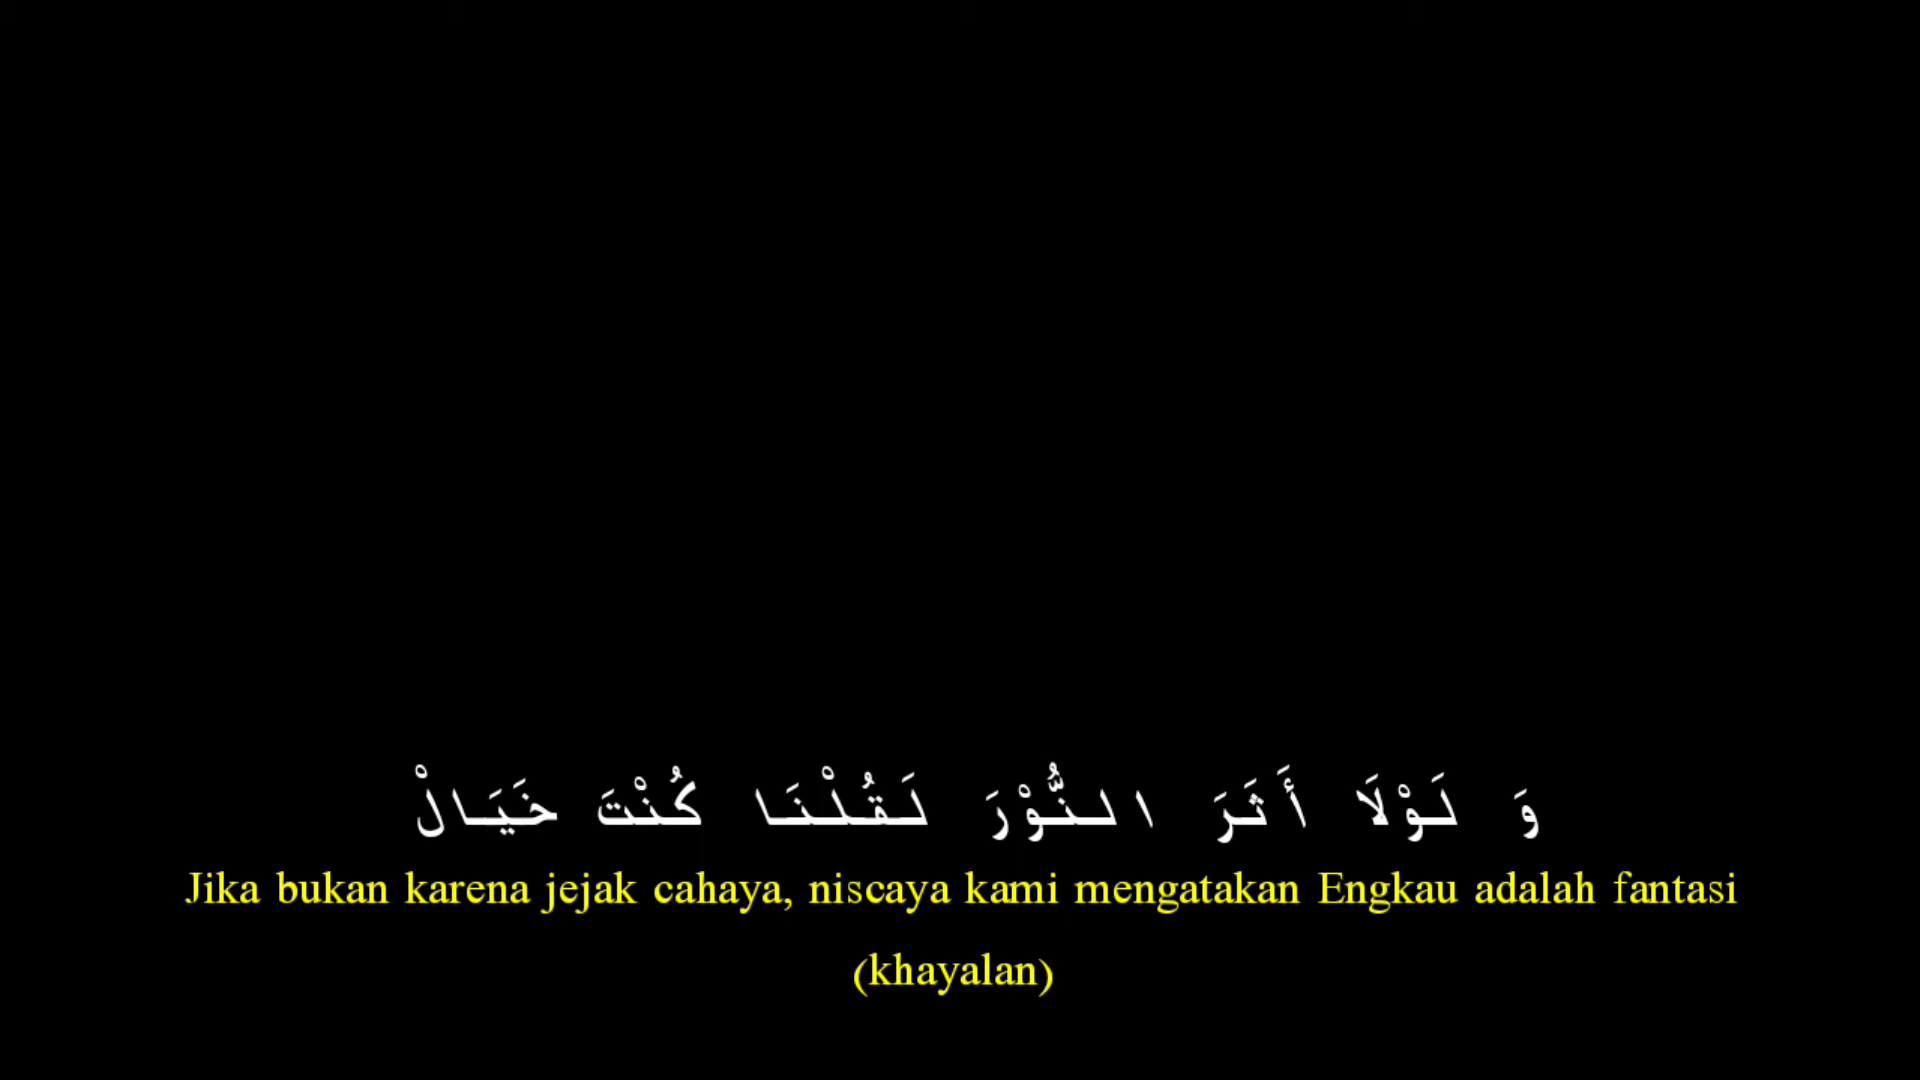 وَ لَوْلَا أَثَرَ النُّوْرَ لَقُلْنَا كُنْتَ خَيَالْ
Jika bukan karena jejak cahaya, niscaya kami mengatakan Engkau adalah fantasi
(khayalan)